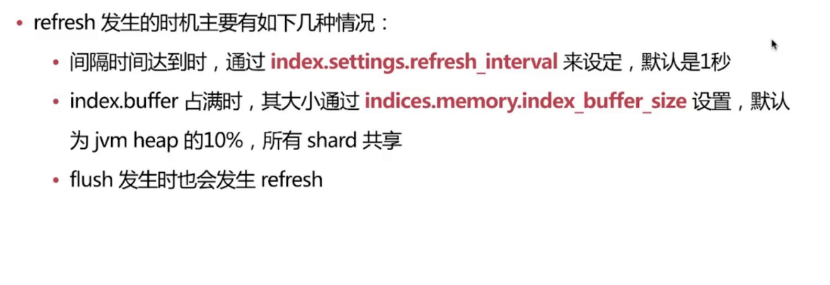 • refresh 发生的时机主要有如下几种情况：
• 间隔时间达到时，通过 index.settings.refresh_interval 来设定，默认是1秒
• index.buffer 占满时，其大小通过 indices.memory.index_buffer_size 设置，默认
为 jvm heap 的10%，所有 shard 共享
• flush 发生时也会发生 refresh